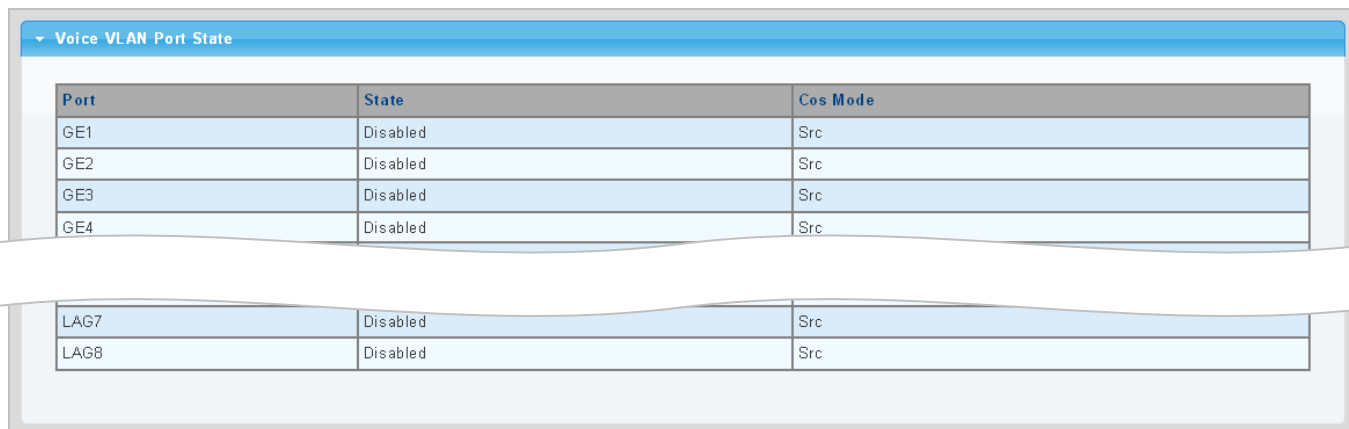 Voice VLAN Port State
Port State Cos Mode
GE1 Disabled Src
GE2 Disabled Src
GE3 Disabled Src
GE4 Disabled Src
LAG7 Disabled Src
LAG8 Disabled Src